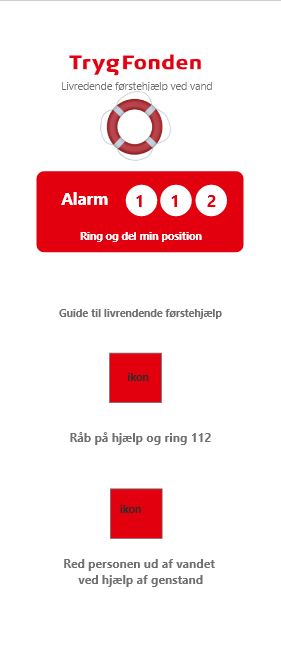 TrygFonden
Livredende førstehjælp ved vand
Alarm 1 1 2
Ring og del min position
Guide til livrendende førstehjælp
ikon
Råb på hjælp og ring 112
ikon
Red personen ud af vandet
ved hjælp af genstand